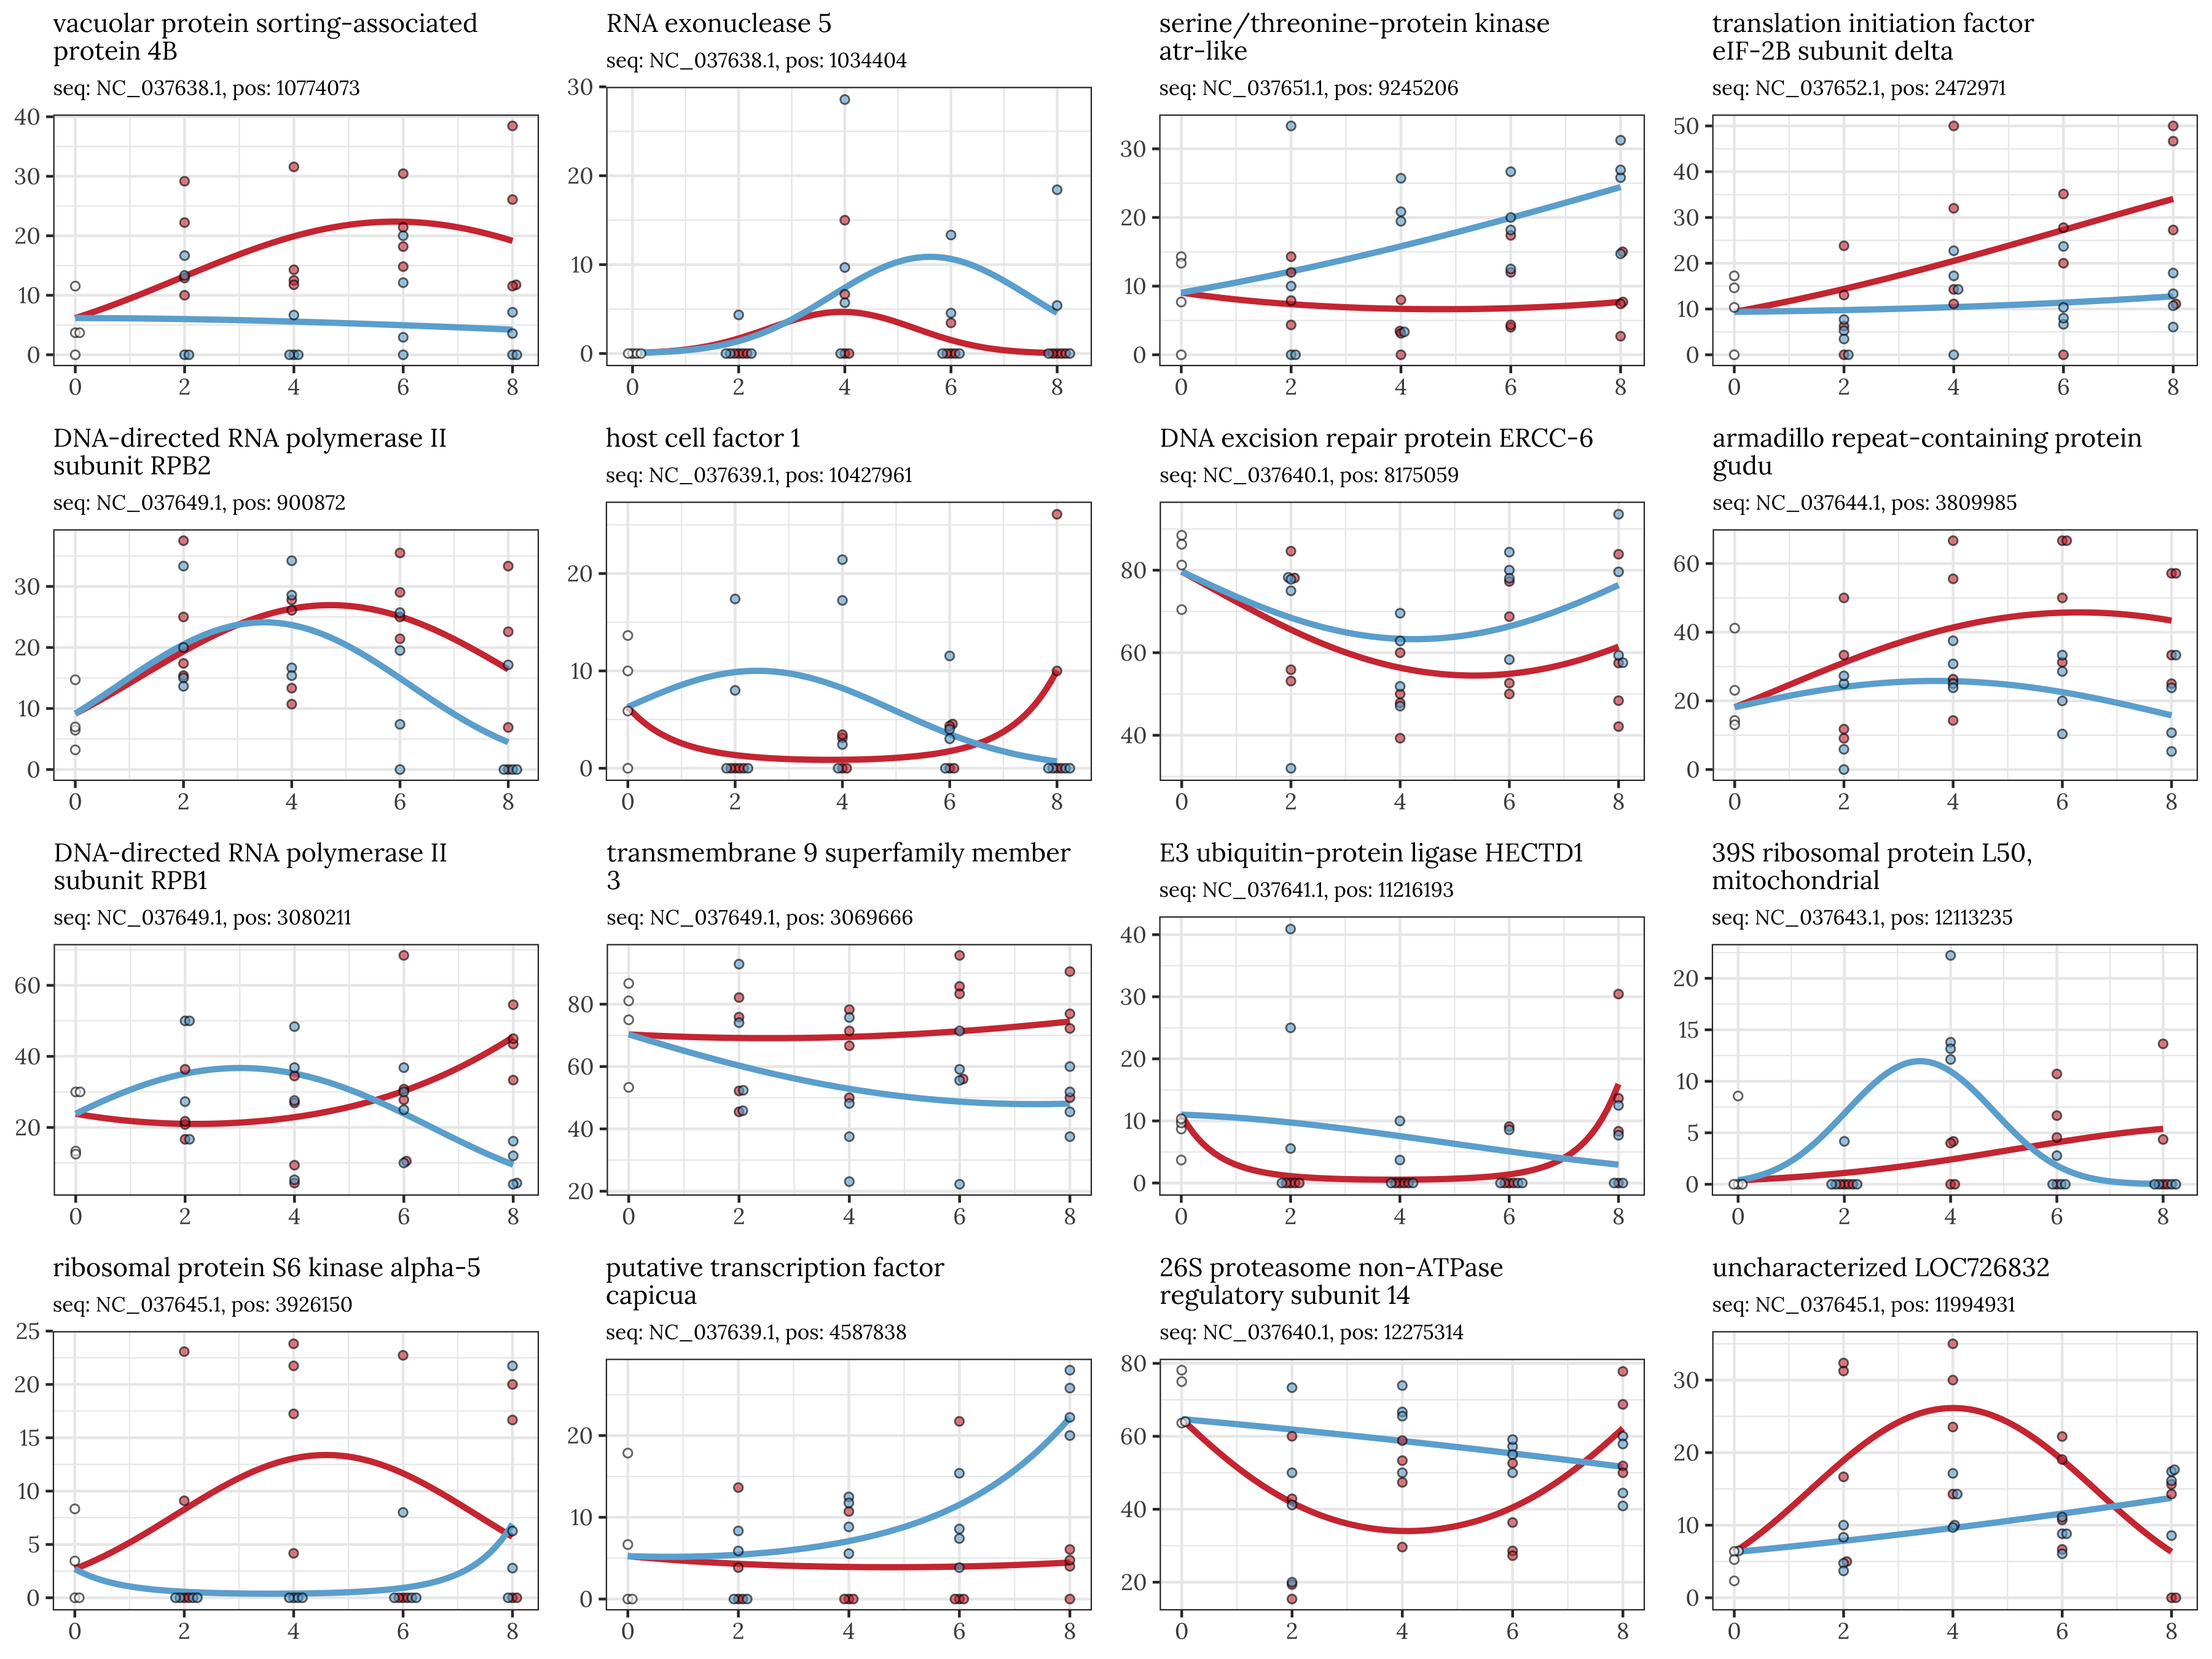 vacuolar protein sorting-associated
protein 4B
seq: NC_037638.1, pos: 10774073
40
30
20
10
0
0 2 4 6 8
RNA exonuclease 5
seq: NC_037638.1, pos: 1034404
30
20
10
0
0 2 4 6 8
serine/threonine-protein kinase
atr-like
seq: NC_037651.1, pos: 9245206
30
20
10
0
0 2 4 6 8
translation initiation factor
eIF-2B subunit delta
seq: NC_037652.1, pos: 2472971
50
40
30
20
10
0
0 2 4 6 8
DNA-directed RNA polymerase II
subunit RPB2
seq: NC_037649.1, pos: 900872
30
20
10
0
0 2 4 6 8
host cell factor 1
seq: NC_037639.1, pos: 10427961
20
10
0
0 2 4 6 8
DNA excision repair protein ERCC-6
seq: NC_037640.1, pos: 8175059
80
60
40
0 2 4 6 8
armadillo repeat-containing protein
gudu
seq: NC_037644.1, pos: 3809985
60
40
20
0
0 2 4 6 8
DNA-directed RNA polymerase II
subunit RPB1
seq: NC_037649.1, pos: 3080211
60
40
20
0 2 4 6 8
transmembrane 9 superfamily member
3
seq: NC_037649.1, pos: 3069666
80
60
40
20
0 2 4 6 8
E3 ubiquitin-protein ligase HECTD1
seq: NC_037641.1, pos: 11216193
40
30
20
10
0
0 2 4 6 8
39S ribosomal protein L50,
mitochondrial
seq: NC_037643.1, pos: 12113235
20
15
10
5
0
0 2 4 6 8
ribosomal protein S6 kinase alpha-5
seq: NC_037645.1, pos: 3926150
25
20
15
10
5
0
0 2 4 6 8
putative transcription factor
capicua
seq: NC_037639.1, pos: 4587838
20
10
0
0 2 4 6 8
26S proteasome non-ATPase
regulatory subunit 14
seq: NC_037640.1, pos: 12275314
80
60
40
20
0 2 4 6 8
uncharacterized LOC726832
seq: NC_037645.1, pos: 11994931
30
20
10
0
0 2 4 6 8